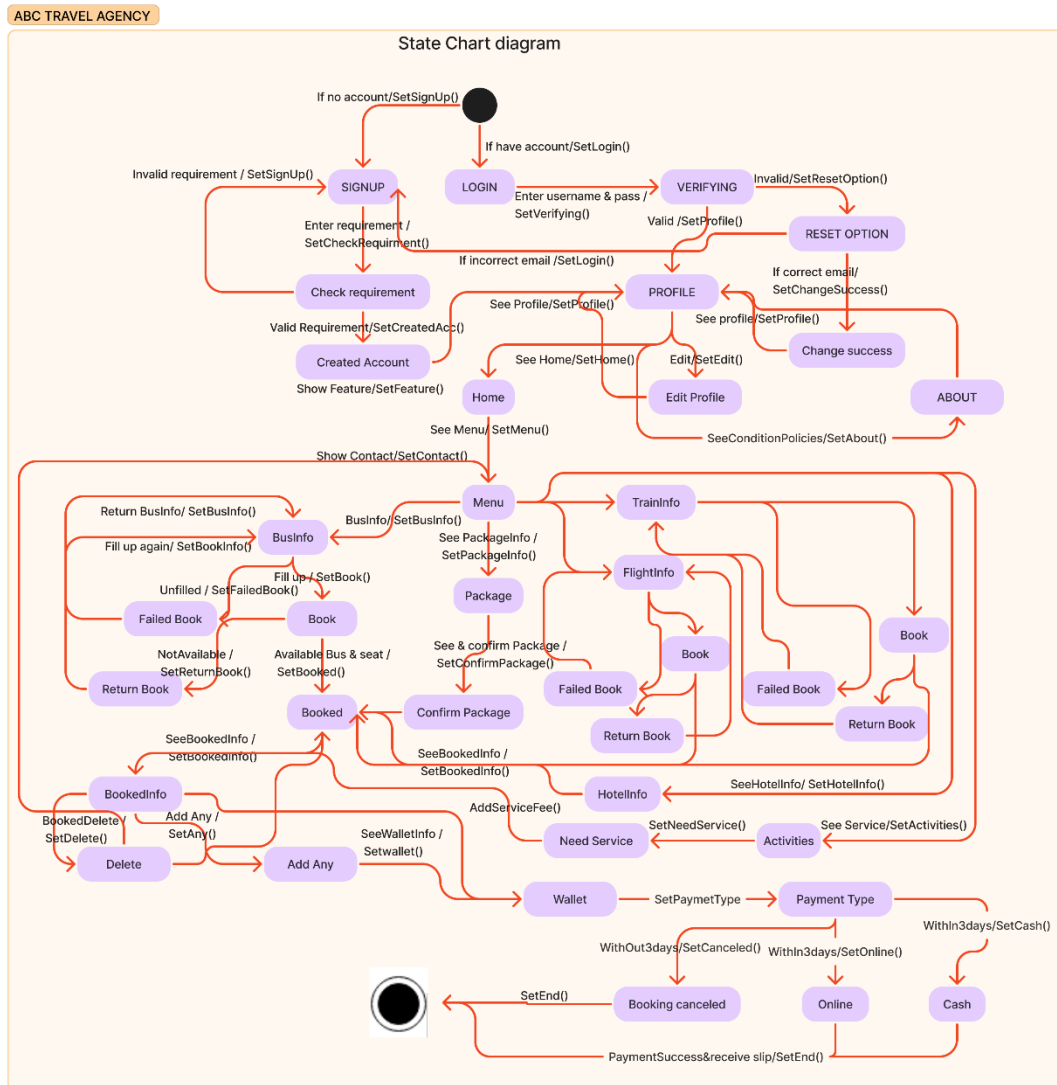 ABC TRAVEL AGENCY
State Chart diagram
If no account/SetSignUp()
If have account/SetLogin()
Invalid requirement / SetSignUp()
SIGNUP
LOGIN
Enter username & pass /
SetVerifying()
VERIFYING
Invalid/SetResetOption()
Enter requirement /
SetCheckRequirment()
Valid /SetProfile()
RESET OPTION
If incorrect email /SetLogin()
If correct email/
SetChangeSuccess()
Check requirement
See Profile/SetProfile()
PROFILE
See profile/SetProfile()
Valid Requirement/SetCreatedAcc()
Created Account
See Home/SetHome()
Edit/SetEdit()
Change success
Show Feature/SetFeature()
Home
Edit Profile
ABOUT
See Menu/ SetMenu()
SeeConditionPolicies/SetAbout()
Show Contact/SetContact()
Return BusInfo/ SetBusInfo()
BusInfo/ SetBusInfo()
Menu
TrainInfo
Fill up again/ SetBookInfo()
BusInfo
See PackageInfo /
SetPackageInfo()
Fill up / SetBook()
FlightInfo
Unfilled / SetFailedBook()
Package
Failed Book
Book
Book
Book
NotAvailable /
SetReturnBook()
Available Bus & seat /
SetBooked()
See & confirm Package /
SetConfirmPackage()
Return Book
Failed Book
Failed Book
Booked
Confirm Package
Return Book
Return Book
SeeBookedInfo /
SetBookedInfo()
SeeBookedInfo /
SetBookedInfo()
BookedInfo
HotelInfo
SeeHotelInfo/ SetHotelInfo()
BookedDelete /
SetDelete()
Add Any /
SetAny()
AddServiceFee()
SeeWalletInfo /
Setwallet()
SetNeedService()
See Service/SetActivities()
Need Service
Activities
Delete
Add Any
Wallet
SetPaymetType
Payment Type
WithIn3days/SetCash()
WithOut3days/SetCanceled()
WithIn3days/SetOnline()
SetEnd()
Booking canceled
Online
Cash
PaymentSuccess&receive slip/SetEnd()